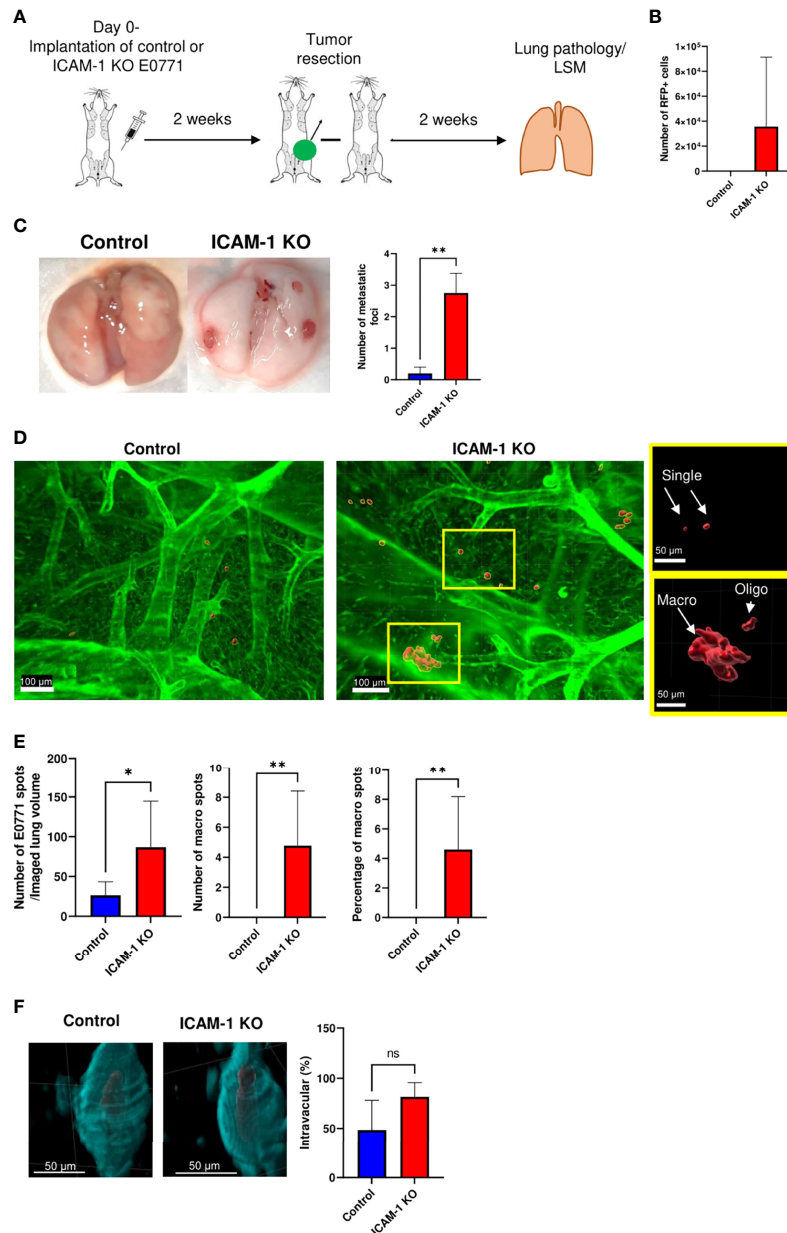 A
Day 0-
Implantation of control or
ICAM-1 KO E0771
2 weeks
Tumor
resection
2 weeks
Lung pathology/
LSM
B
Number of RFP+ cells
1×10⁵
8×10⁴
6×10⁴
4×10⁴
2×10⁴
0
Control
ICAM-1 KO
C
Control
ICAM-1 KO
Number of metastatic
foci
4
3
2
1
0
**
Control
ICAM-1 KO
D
Control
ICAM-1 KO
100 µm
100 µm
Single
50 µm
Macro
Oligo
50 µm
E
Number of E0771 spots
/Imaged lung volume
200
150
100
50
0
*
Control
ICAM-1 KO
Number of macro spots
10
8
6
4
2
0
**
Control
ICAM-1 KO
Percentage of macro spots
10
8
6
4
2
0
**
Control
ICAM-1 KO
F
Control
ICAM-1 KO
50 µm
50 µm
Intravacular (%)
150
100
50
0
ns
Control
ICAM-1 KO